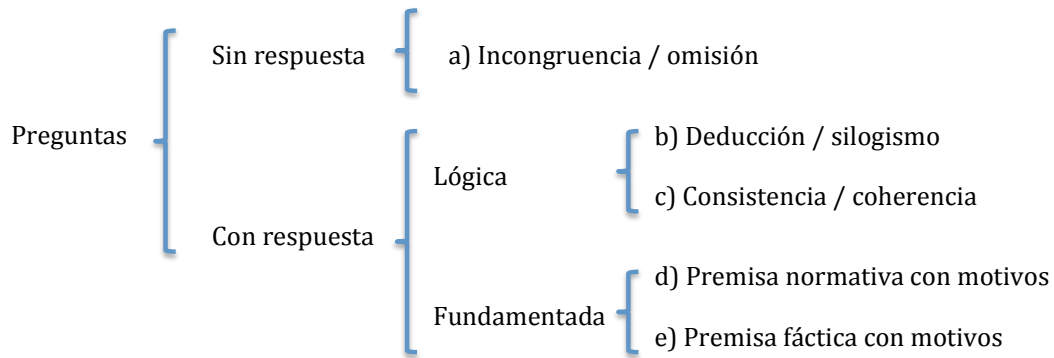 Sin respuesta
a) Incongruencia / omisión
Preguntas
b) Deducción / silogismo
Lógica
c) Consistencia / coherencia
Con respuesta
d) Premisa normativa con motivos
Fundamentada
e) Premisa fáctica con motivos